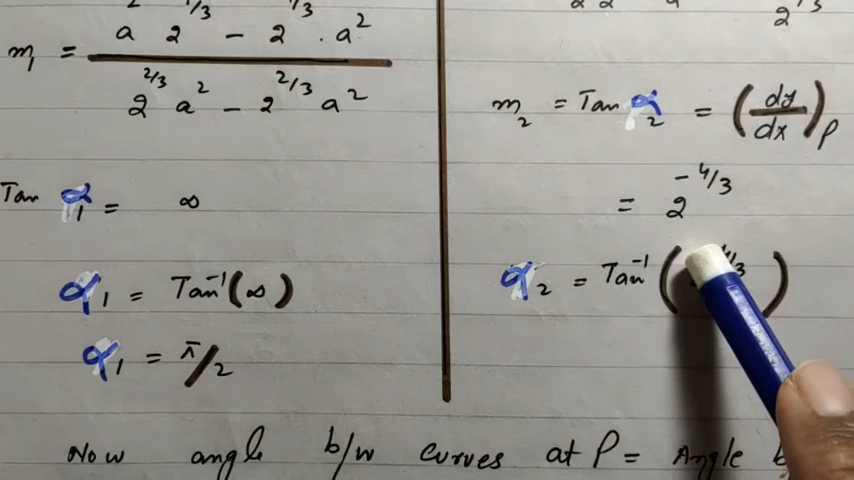 m₁ = (a 2^(1/3) − 2^(1/3) . a²) / (2^(2/3) a² − 2^(2/3) a²)
Tan α₁ = ∞
α₁ = Tan⁻¹(∞)
α₁ = π/2
m₂ = Tan α₂ = (dy/dx)_P
= 2^(−4/3)
α₂ = Tan⁻¹( )
Now angle b/w curves at P = Angle